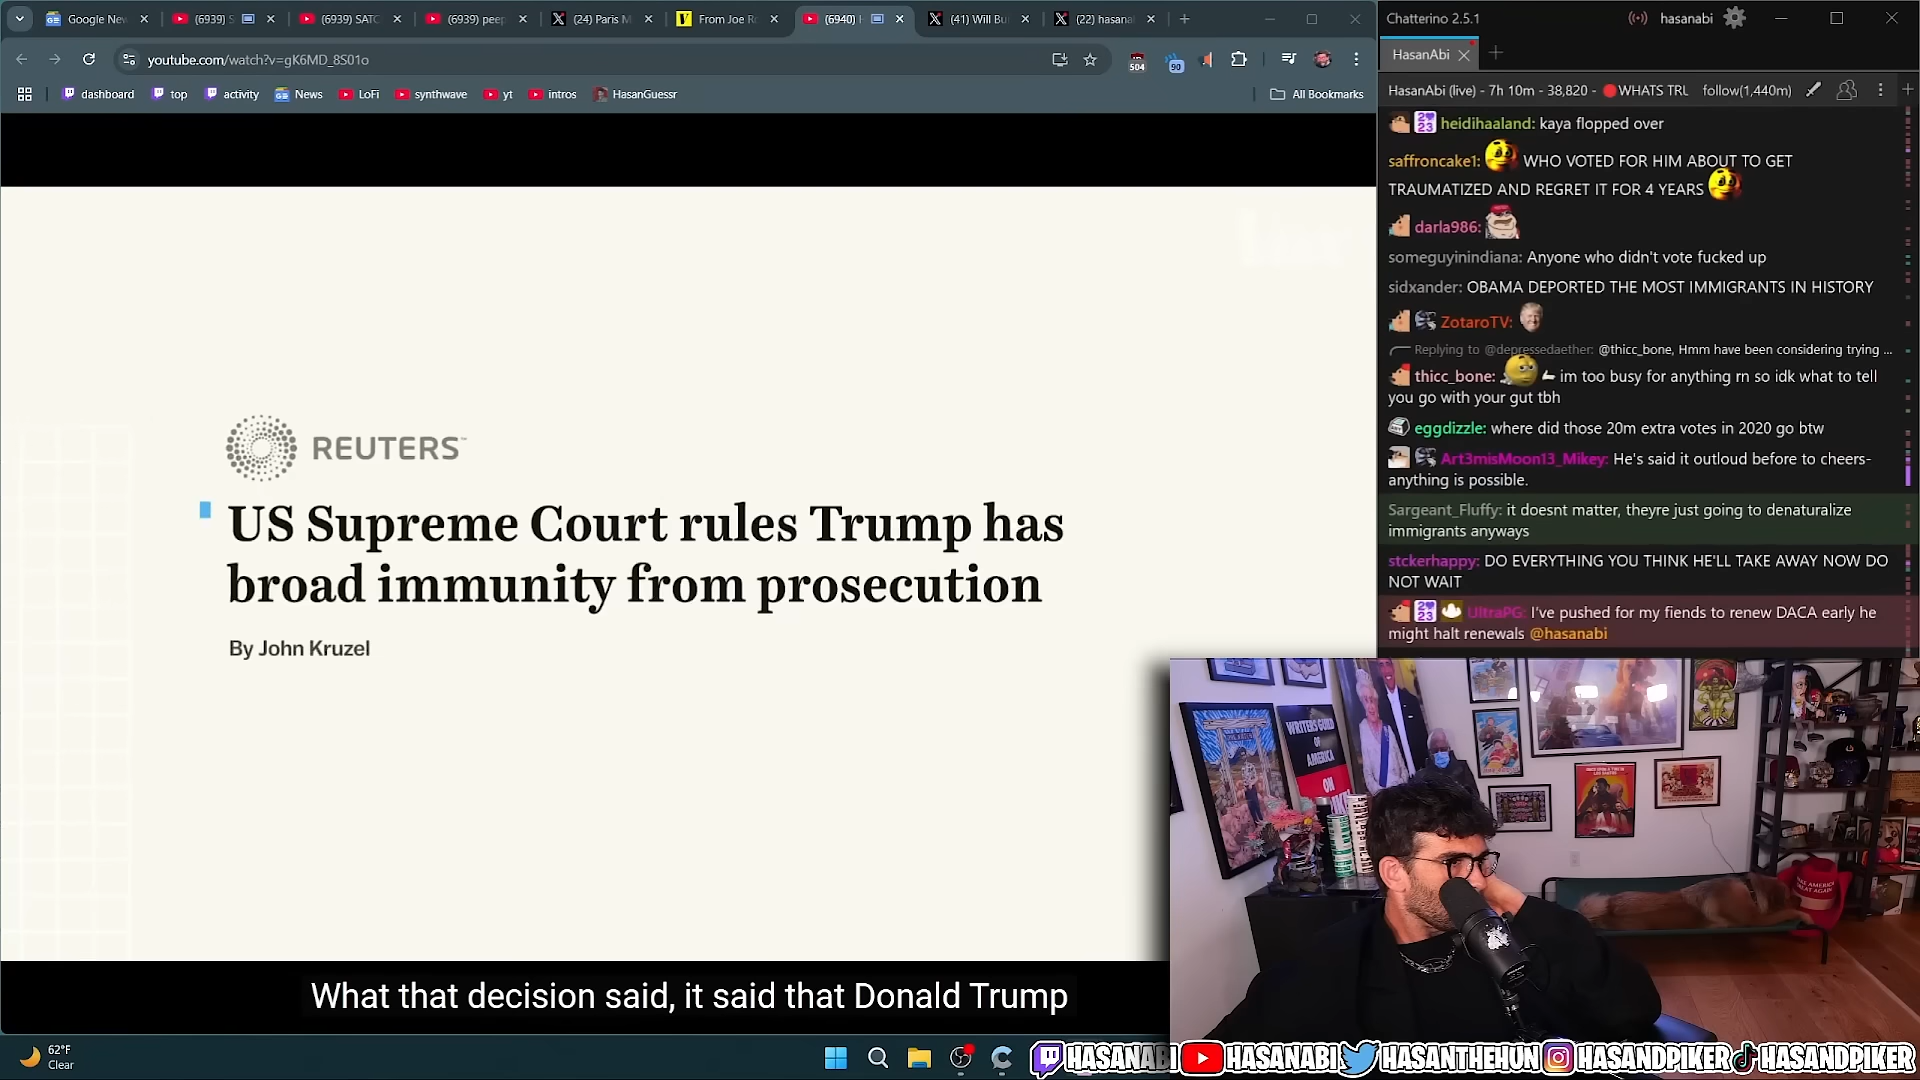 Google New
(6939) S
(6939) SATC
(6939) peep
(24) Paris M
From Joe R
(6940) H
(41) Will Bu
(22) hasana
youtube.com/watch?v=gK6MD_8S01o
504
90
dashboard
top
activity
News
LoFi
synthwave
yt
intros
HasanGuessr
All Bookmarks
REUTERS™
US Supreme Court rules Trump has
broad immunity from prosecution
By John Kruzel
What that decision said, it said that Donald Trump
62°F
Clear
Chatterino 2.5.1
hasanabi
HasanAbi
HasanAbi (live) - 7h 10m - 38,820 - 🔴WHATS TRU
follow(1,440m)
heidihaaland: kaya flopped over
saffroncake1: WHO VOTED FOR HIM ABOUT TO GET
TRAUMATIZED AND REGRET IT FOR 4 YEARS
darla986:
someguyinindiana: Anyone who didn't vote fucked up
sidxander: OBAMA DEPORTED THE MOST IMMIGRANTS IN HISTORY
ZotaroTV:
Replying to @depressedaether: @thicc_bone, Hmm have been considering trying ...
thicc_bone: im too busy for anything rn so idk what to tell
you go with your gut tbh
eggdizzle: where did those 20m extra votes in 2020 go btw
Art3misMoon13_Mikey: He's said it outloud before to cheers-
anything is possible.
Sargeant_Fluffy: it doesnt matter, theyre just going to denaturalize
immigrants anyways
stckerhappy: DO EVERYTHING YOU THINK HE'LL TAKE AWAY NOW DO
NOT WAIT
UltraPG: I've pushed for my fiends to renew DACA early he
might halt renewals @hasanabi
WRITERS GUILD
OF
AMERICA
ON
HASANABI
HASANABI
HASANTHEHUN
HASANDPIKER
HASANDPIKER